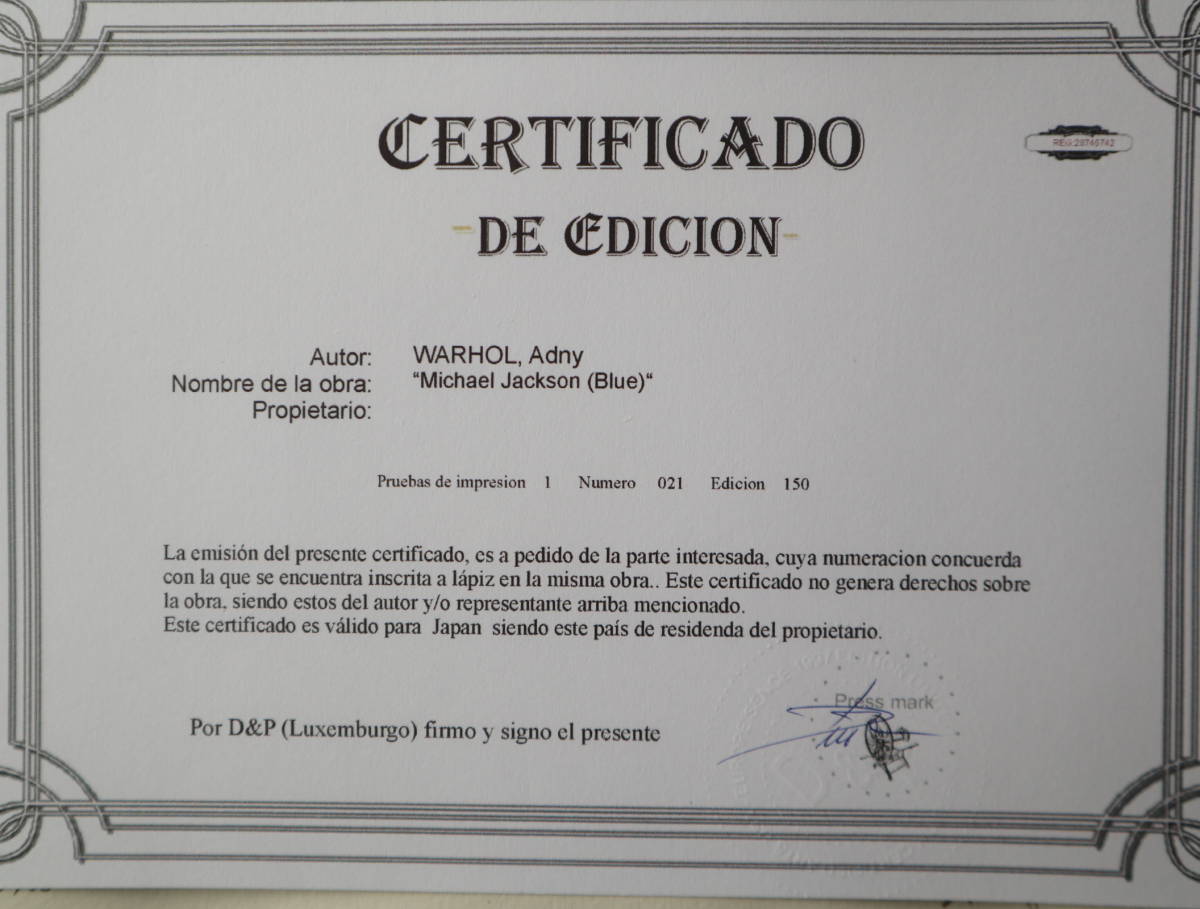 CERTIFICADO
REG:28746742
-DE EDICION-
Autor: WARHOL, Adny
Nombre de la obra: “Michael Jackson (Blue)“
Propietario:
Pruebas de impresion 1 Numero 021 Edicion 150
La emisión del presente certificado, es a pedido de la parte interesada, cuya numeracion concuerda
con la que se encuentra inscrita a lápiz en la misma obra.. Este certificado no genera derechos sobre
la obra, siendo estos del autor y/o representante arriba mencionado.
Este certificado es válido para Japan siendo este país de residenda del propietario.
Press mark
Por D&P (Luxemburgo) firmo y signo el presente